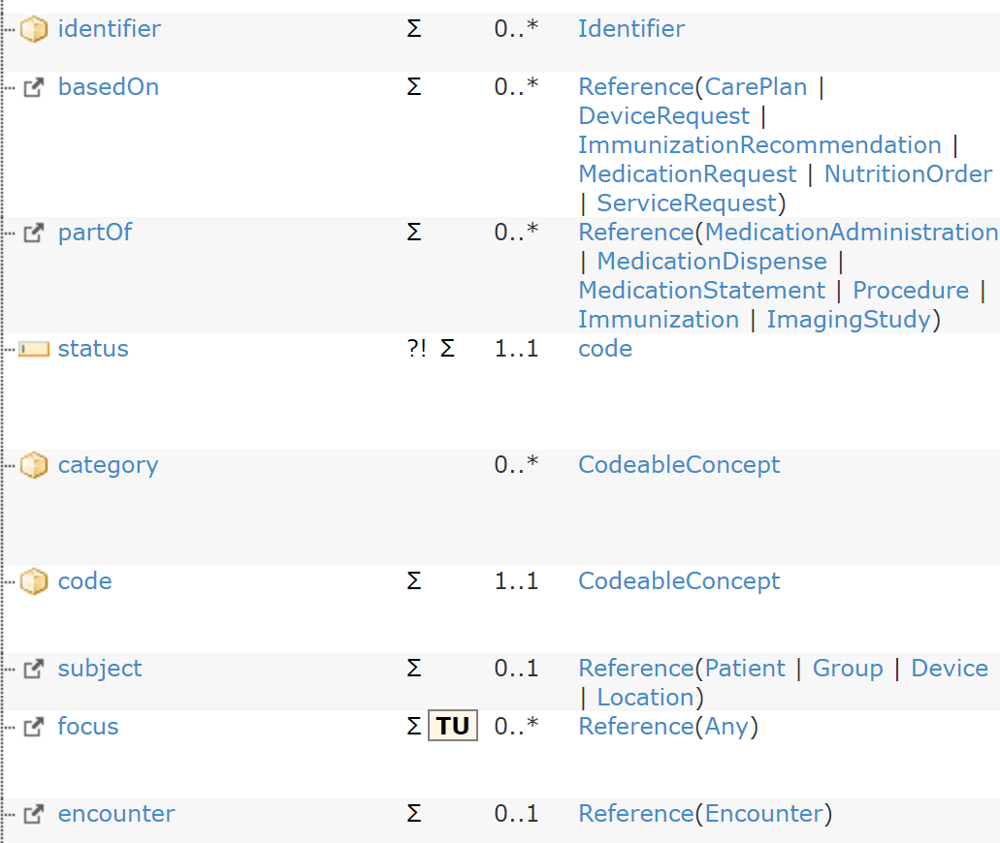 identifier Σ 0..* Identifier
basedOn Σ 0..* Reference(CarePlan |
DeviceRequest |
ImmunizationRecommendation |
MedicationRequest | NutritionOrder
| ServiceRequest)
partOf Σ 0..* Reference(MedicationAdministration
| MedicationDispense |
MedicationStatement | Procedure |
Immunization | ImagingStudy)
status ?! Σ 1..1 code
category 0..* CodeableConcept
code Σ 1..1 CodeableConcept
subject Σ 0..1 Reference(Patient | Group | Device
| Location)
focus Σ TU 0..* Reference(Any)
encounter Σ 0..1 Reference(Encounter)